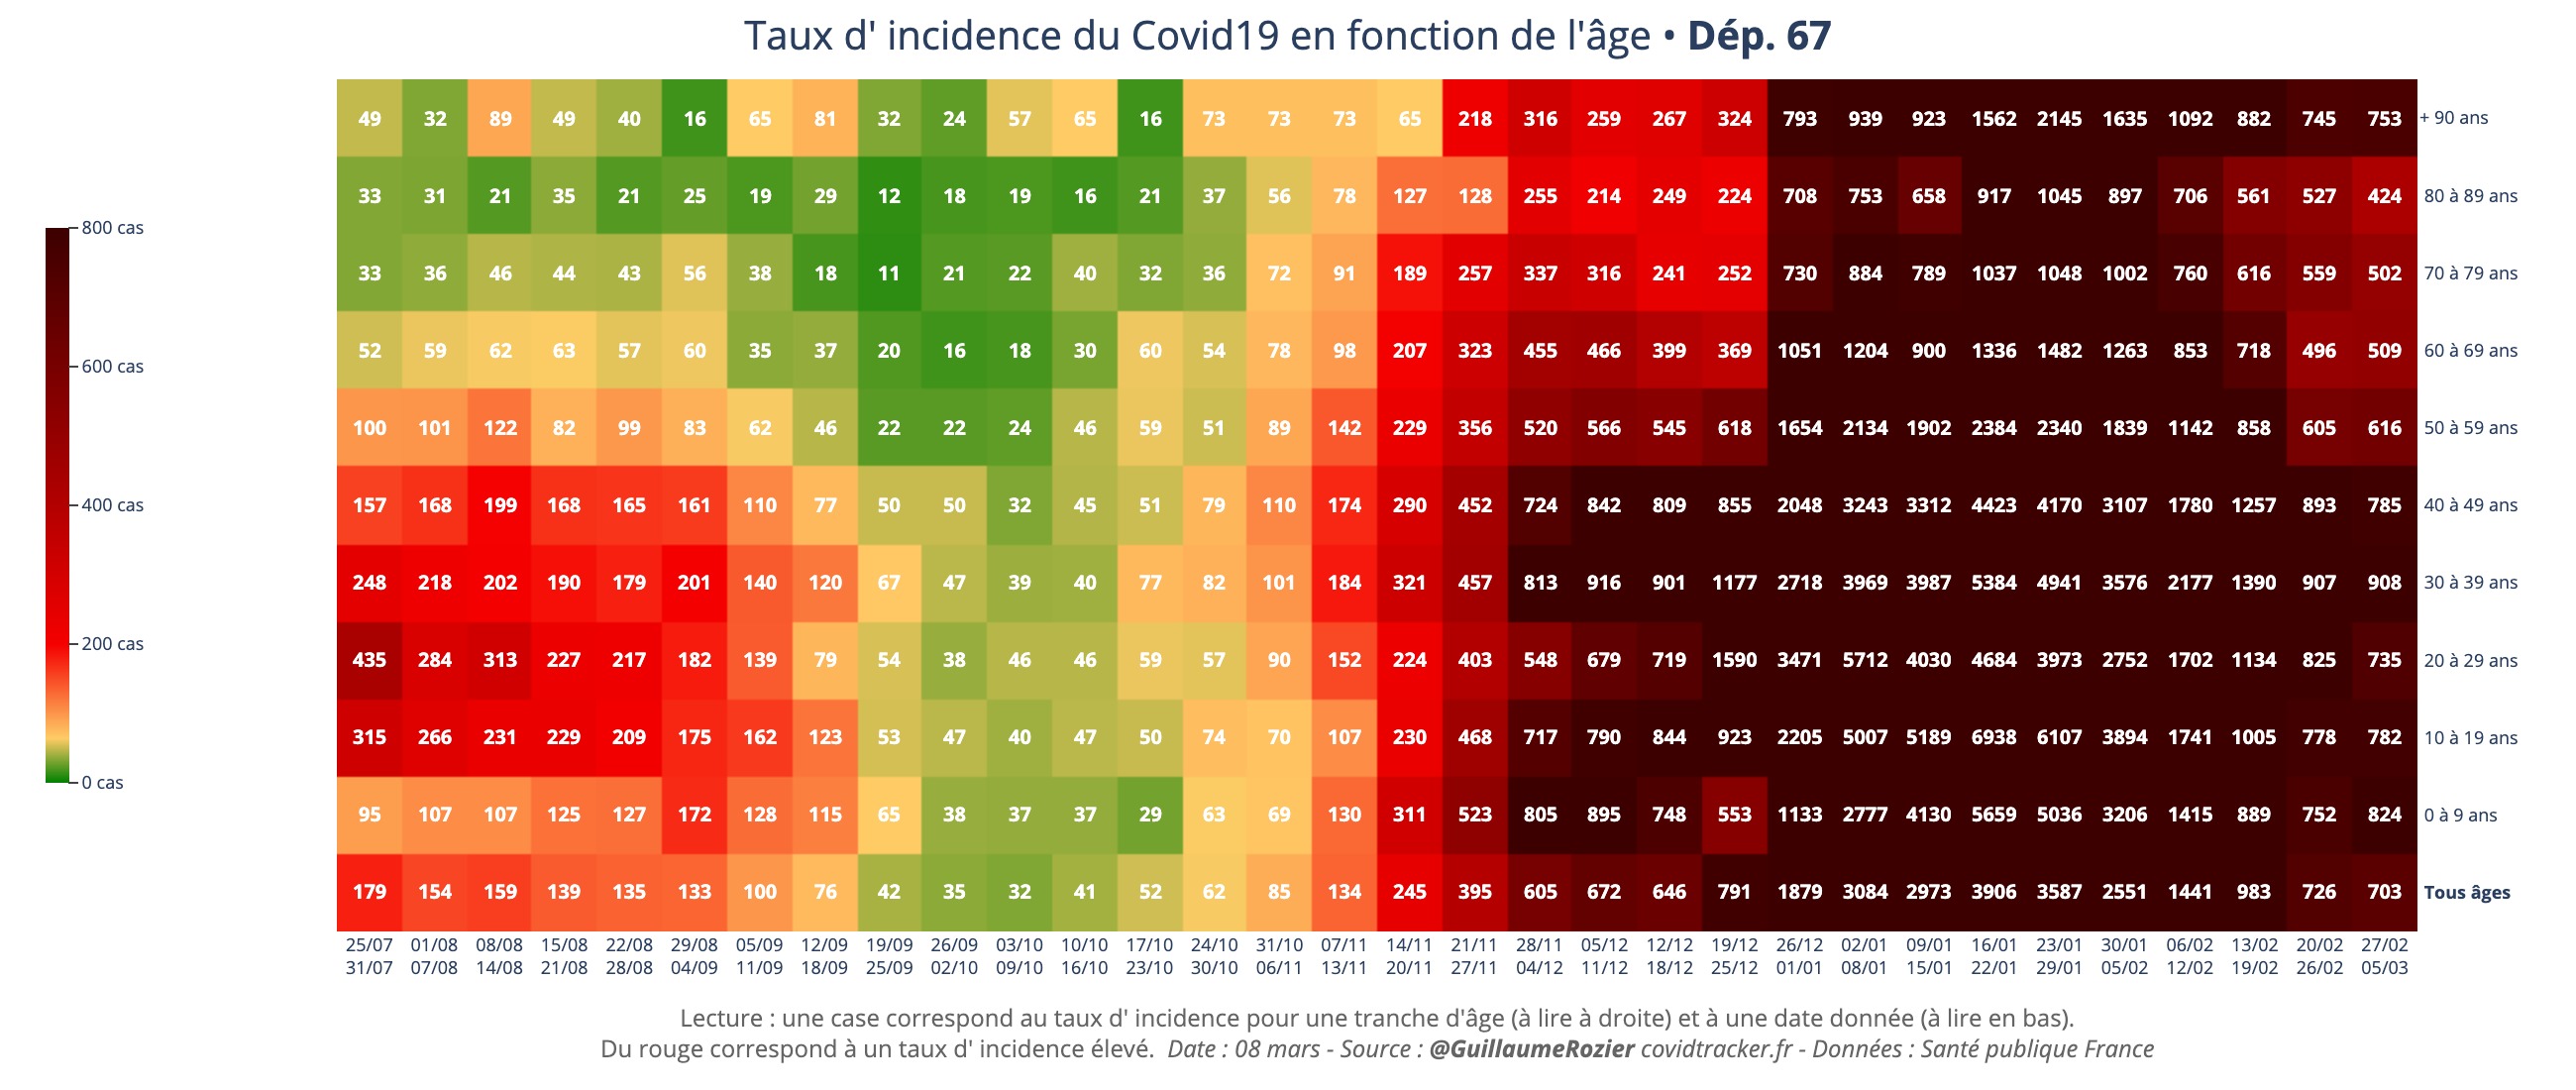 Taux d' incidence du Covid19 en fonction de l'âge • Dép. 67
800 cas
600 cas
400 cas
200 cas
0 cas
49 32 89 49 40 16 65 81 32 24 57 65 16 73 73 73 65 218 316 259 267 324 793 939 923 1562 2145 1635 1092 882 745 753 + 90 ans
33 31 21 35 21 25 19 29 12 18 19 16 21 37 56 78 127 128 255 214 249 224 708 753 658 917 1045 897 706 561 527 424 80 à 89 ans
33 36 46 44 43 56 38 18 11 21 22 40 32 36 72 91 189 257 337 316 241 252 730 884 789 1037 1048 1002 760 616 559 502 70 à 79 ans
52 59 62 63 57 60 35 37 20 16 18 30 60 54 78 98 207 323 455 466 399 369 1051 1204 900 1336 1482 1263 853 718 496 509 60 à 69 ans
100 101 122 82 99 83 62 46 22 22 24 46 59 51 89 142 229 356 520 566 545 618 1654 2134 1902 2384 2340 1839 1142 858 605 616 50 à 59 ans
157 168 199 168 165 161 110 77 50 50 32 45 51 79 110 174 290 452 724 842 809 855 2048 3243 3312 4423 4170 3107 1780 1257 893 785 40 à 49 ans
248 218 202 190 179 201 140 120 67 47 39 40 77 82 101 184 321 457 813 916 901 1177 2718 3969 3987 5384 4941 3576 2177 1390 907 908 30 à 39 ans
435 284 313 227 217 182 139 79 54 38 46 46 59 57 90 152 224 403 548 679 719 1590 3471 5712 4030 4684 3973 2752 1702 1134 825 735 20 à 29 ans
315 266 231 229 209 175 162 123 53 47 40 47 50 74 70 107 230 468 717 790 844 923 2205 5007 5189 6938 6107 3894 1741 1005 778 782 10 à 19 ans
95 107 107 125 127 172 128 115 65 38 37 37 29 63 69 130 311 523 805 895 748 553 1133 2777 4130 5659 5036 3206 1415 889 752 824 0 à 9 ans
179 154 159 139 135 133 100 76 42 35 32 41 52 62 85 134 245 395 605 672 646 791 1879 3084 2973 3906 3587 2551 1441 983 726 703 Tous âges
25/07 01/08 08/08 15/08 22/08 29/08 05/09 12/09 19/09 26/09 03/10 10/10 17/10 24/10 31/10 07/11 14/11 21/11 28/11 05/12 12/12 19/12 26/12 02/01 09/01 16/01 23/01 30/01 06/02 13/02 20/02 27/02
31/07 07/08 14/08 21/08 28/08 04/09 11/09 18/09 25/09 02/10 09/10 16/10 23/10 30/10 06/11 13/11 20/11 27/11 04/12 11/12 18/12 25/12 01/01 08/01 15/01 22/01 29/01 05/02 12/02 19/02 26/02 05/03
Lecture : une case correspond au taux d' incidence pour une tranche d'âge (à lire à droite) et à une date donnée (à lire en bas).
Du rouge correspond à un taux d' incidence élevé. Date : 08 mars - Source : @GuillaumeRozier covidtracker.fr - Données : Santé publique France